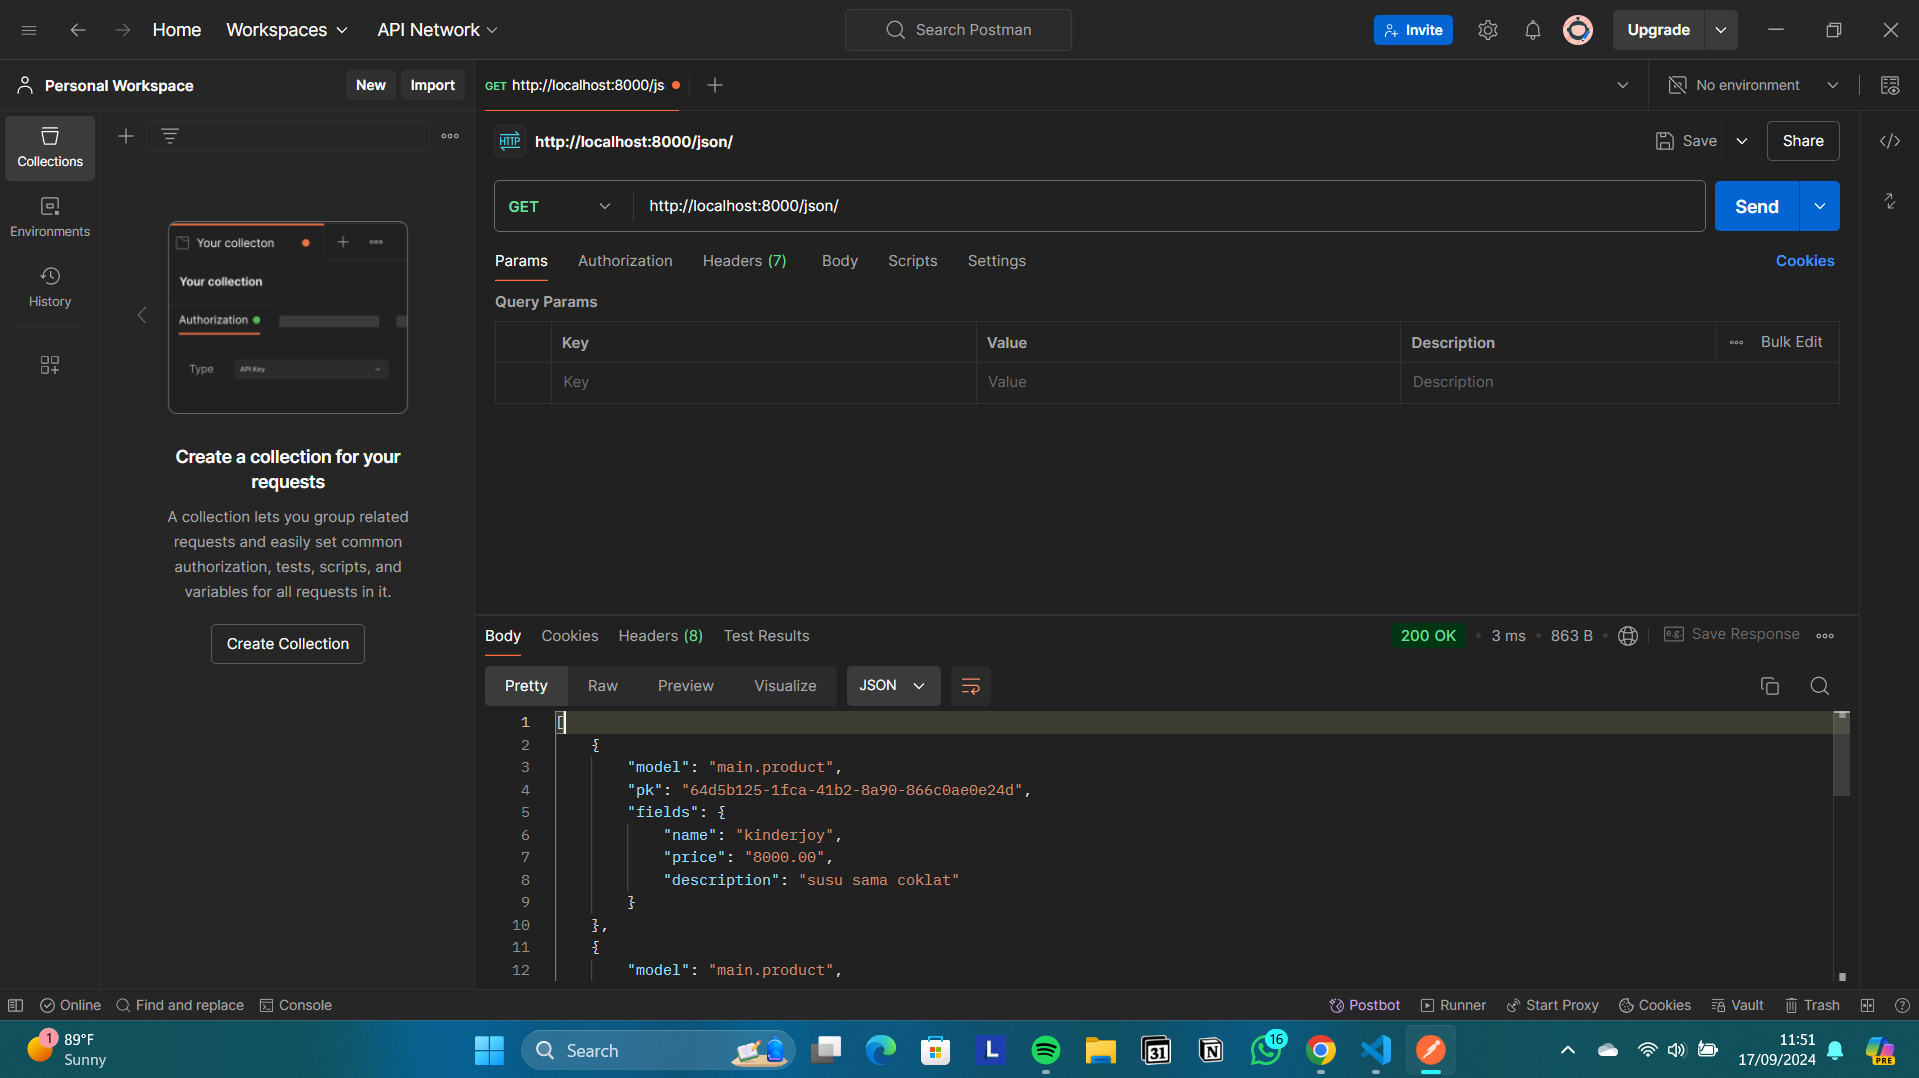 Home Workspaces API Network Search Postman Invite Upgrade
Personal Workspace New Import GET http://localhost:8000/js No environment
Collections
Environments
History
Your collecton
Your collection
Authorization
Type API Key
Create a collection for your
requests
A collection lets you group related
requests and easily set common
authorization, tests, scripts, and
variables for all requests in it.
Create Collection
HTTP http://localhost:8000/json/ Save Share
GET http://localhost:8000/json/ Send
Params Authorization Headers (7) Body Scripts Settings Cookies
Query Params
Key Value Description Bulk Edit
Key Value Description
Body Cookies Headers (8) Test Results 200 OK 3 ms 863 B e.g. Save Response
Pretty Raw Preview Visualize JSON
1 [
2 {
3 "model": "main.product",
4 "pk": "64d5b125-1fca-41b2-8a90-866c0ae0e24d",
5 "fields": {
6 "name": "kinderjoy",
7 "price": "8000.00",
8 "description": "susu sama coklat"
9 }
10 },
11 {
12 "model": "main.product",
Online Find and replace Console Postbot Runner Start Proxy Cookies Vault Trash
1 89°F
Sunny
Search
L
31
16
PRE
11:51
17/09/2024